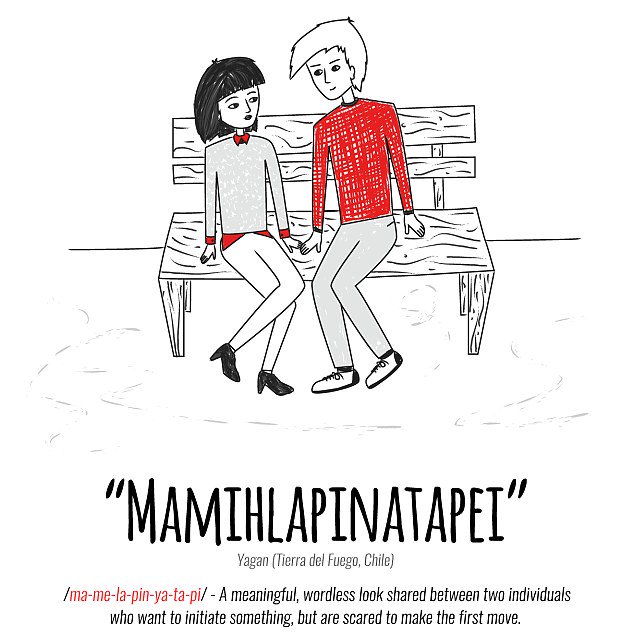 “MAMIHLAPINATAPEI”
Yagan (Tierra del Fuego, Chile)
/ma-me-la-pin-ya-ta-pi/ - A meaningful, wordless look shared between two individuals
who want to initiate something, but are scared to make the first move.